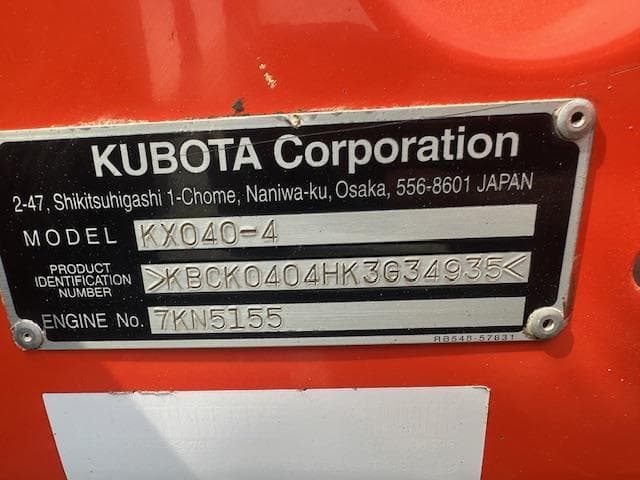 KUBOTA Corporation
2-47, Shikitsuhigashi 1-Chome, Naniwa-ku, Osaka, 556-8601 JAPAN
MODEL KX040-4
PRODUCT
IDENTIFICATION
NUMBER >KBCK0404HK3G34935<
ENGINE No. 7KN5155
RB548-57831